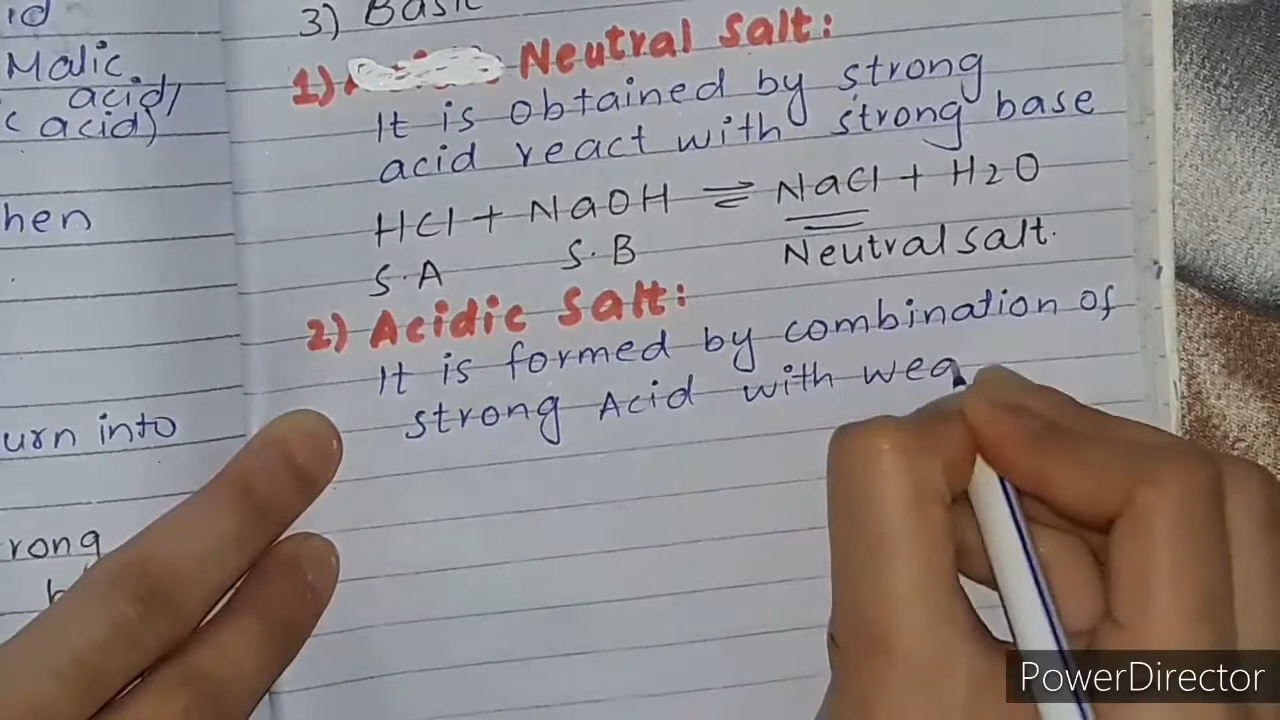 id
Malic
acid,
c acid)
hen
urn into
rong
3) Basic
1) Neutral Salt:
It is obtained by strong
acid react with strong base
HCl + NaOH ⇌ NaCl + H2O
S.A S.B Neutral salt.
2) Acidic Salt:
It is formed by combination of
strong Acid with wea
PowerDirector